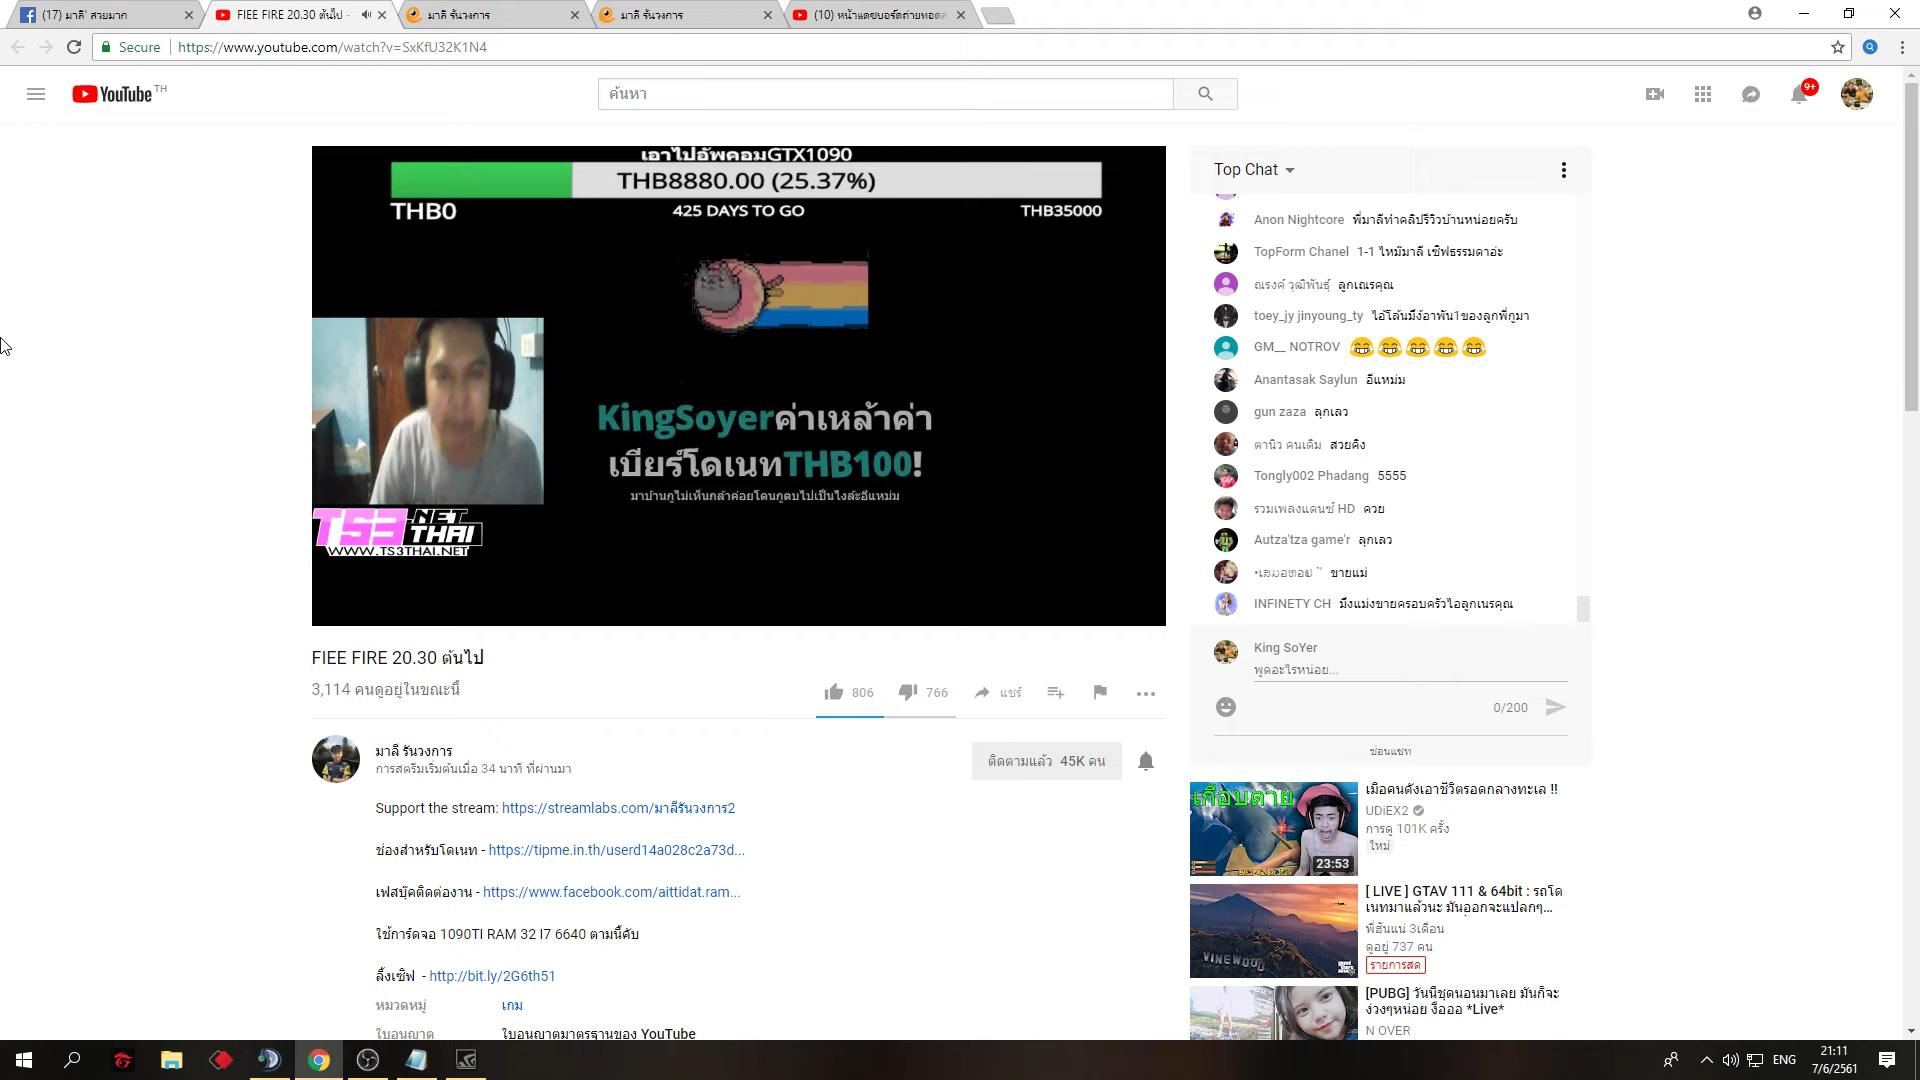 (17) มาลี' สวยมาก
FIEE FIRE 20.30 ต้นไป -
มาลี รันวงการ
มาลี รันวงการ
(10) หน้าแดชบอร์ดถ่ายทอดส
Secure
https://www.youtube.com/watch?v=SxKfU32K1N4
YouTube TH
ค้นหา
9+
เอาไปอัพคอมGTX1090
THB8880.00 (25.37%)
THB0
425 DAYS TO GO
THB35000
KingSoyerค่าเหล้าค่า
เบียร์โดเนทTHB100!
มาบ้านกูไม่เห็นกล้าค่อยโดนกูตบไปเป็นไงล้ะอีแหม่ม
TS3 .NET THAI
WWW.TS3THAI.NET
Top Chat
Anon Nightcore พี่มาลีทำคลิปรีวิวบ้านหน่อยครับ
TopForm Chanel 1-1 ไหมมาลี เซิฟธรรมดาอ่ะ
ณรงค์ วุฒิพันธุ์ ลูกเณรคุณ
toey_jy jinyoung_ty ไอ้โล้นมึง้อาพัน1ของลูกพี่กูมา
GM__ NOTROV 😂😂😂😂😂
Anantasak Saylun อีแหม่ม
gun zaza ลูกเลว
ตานิว คนเดิม สวยคิง
Tongly002 Phadang 5555
รวมเพลงแดนซ์ HD ควย
Autza'tza game'r ลูกเลว
ขายแม่
INFINETY CH มึงแม่งขายครอบครัวไอลูกเนรคุณ
King SoYer
พูดอะไรหน่อย...
0/200
ซ่อนแชท
FIEE FIRE 20.30 ต้นไป
3,114 คนดูอยู่ในขณะนี้
806
766
แชร์
มาลี รันวงการ
การสตรีมเริ่มต้นเมื่อ 34 นาที ที่ผ่านมา
ติดตามแล้ว 45K คน
Support the stream: https://streamlabs.com/มาลีรันวงการ2
ช่องสำหรับโดเนท - https://tipme.in.th/userd14a028c2a73d...
เฟสบุ๊คติดต่องาน - https://www.facebook.com/aittidat.ram...
ใช้การ์ดจอ 1090TI RAM 32 I7 6640 ตามนี้คับ
ลิ้งเซิฟ - http://bit.ly/2G6th51
หมวดหมู่ เกม
ใบอนุญาต ใบอนุญาตมาตรฐานของ YouTube
เกือบตาย
23:53
เมื่อคนดังเอาชีวิตรอดกลางทะเล !!
UDiEX2
การดู 101K ครั้ง
ใหม่
VINEWOOD
[ LIVE ] GTAV 111 & 64bit : รถโด
เนทมาแล้วนะ มันออกจะแปลกๆ...
พี่ฮันแน่ 3เดือน
ดูอยู่ 737 คน
รายการสด
[PUBG] วันนี้ชุดนอนมาเลย มันก็จะ
ง่วงๆหน่อย งื้อออ *Live*
N OVER
ENG
21:11
7/6/2561